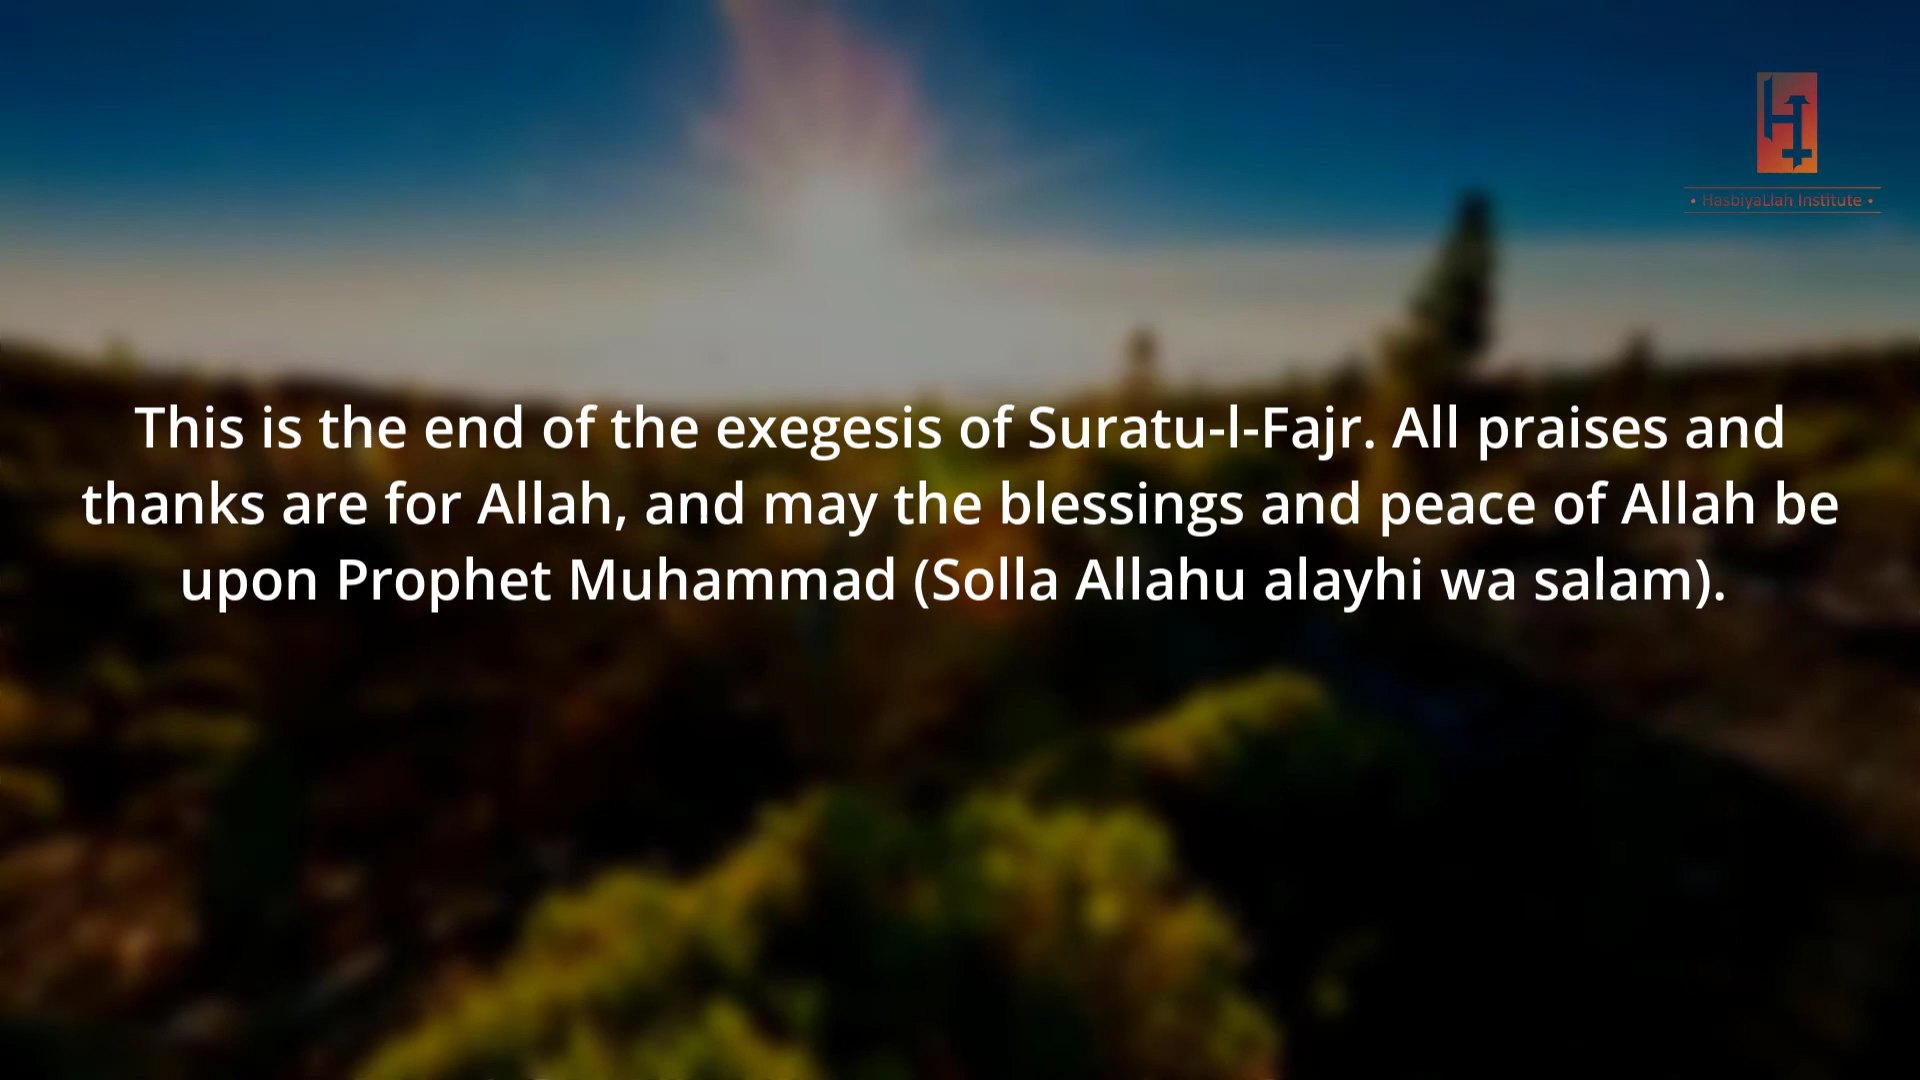 • HasbiyaLlah Institute •
This is the end of the exegesis of Suratu-l-Fajr. All praises and
thanks are for Allah, and may the blessings and peace of Allah be
upon Prophet Muhammad (Solla Allahu alayhi wa salam).